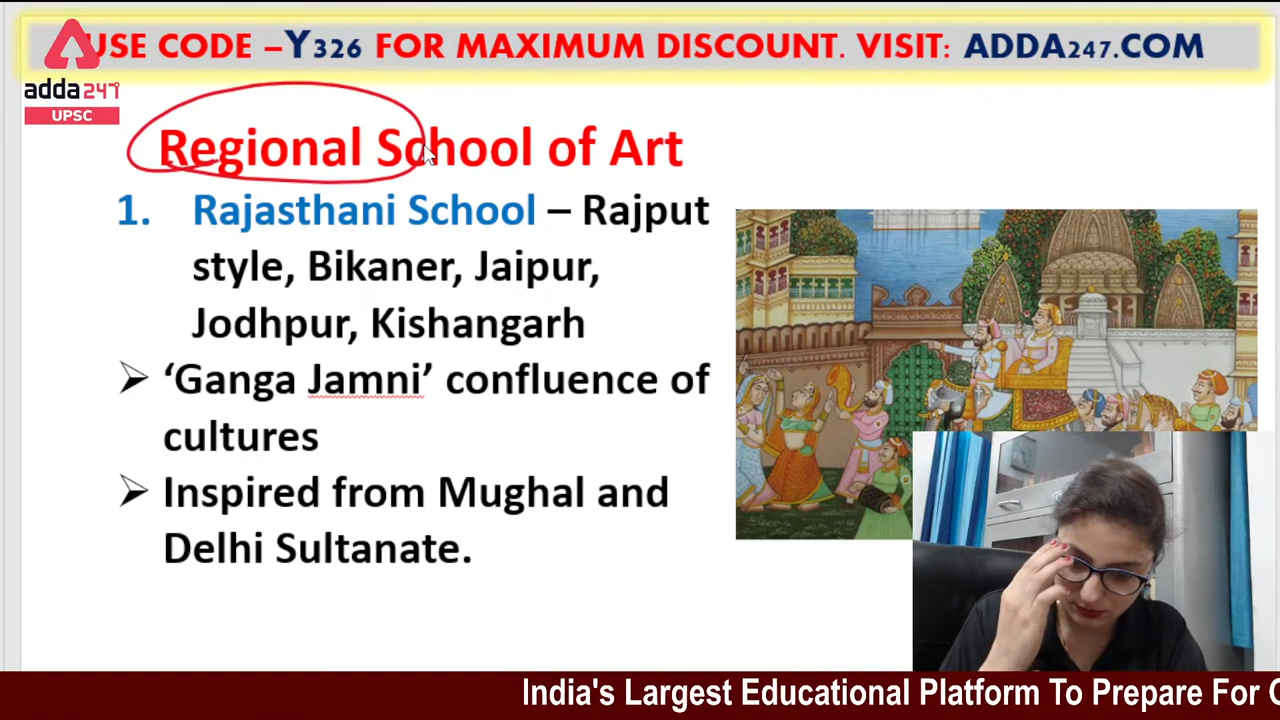 USE CODE –Y326 FOR MAXIMUM DISCOUNT. VISIT: ADDA247.COM
adda247
UPSC
Regional School of Art
1. Rajasthani School – Rajput
style, Bikaner, Jaipur,
Jodhpur, Kishangarh
➢ ‘Ganga Jamni’ confluence of
cultures
➢ Inspired from Mughal and
Delhi Sultanate.
India's Largest Educational Platform To Prepare For